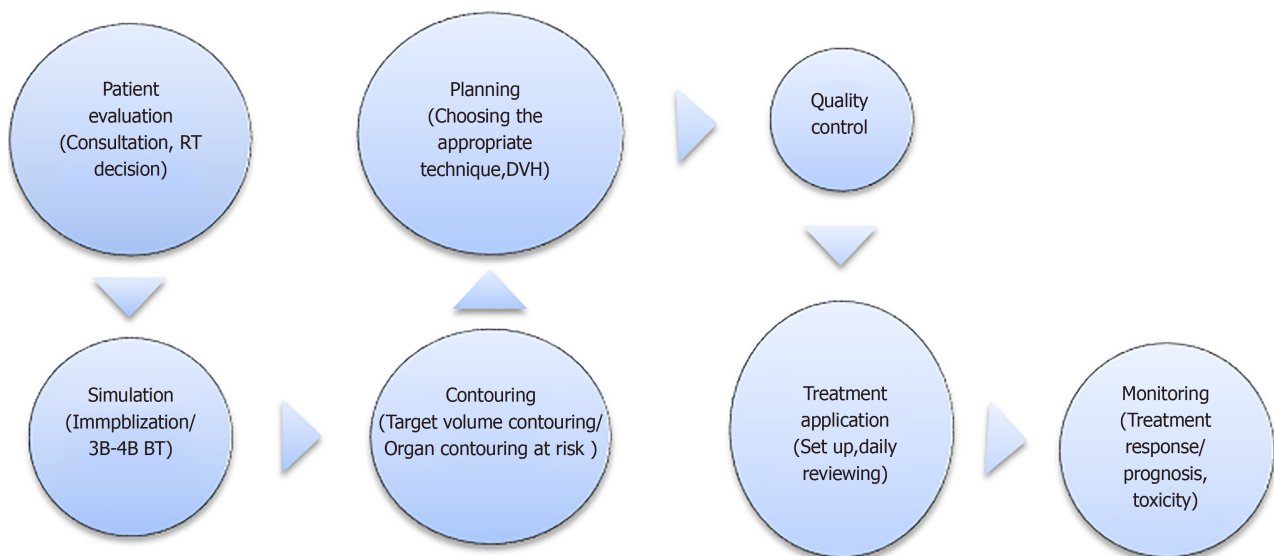 Patient
evaluation
(Consultation, RT
decision)
Simulation
(Immpblization/
3B-4B BT)
Contouring
(Target volume contouring/
Organ contouring at risk )
Planning
(Choosing the
appropriate
technique,DVH)
Quality
control
Treatment
application
(Set up,daily
reviewing)
Monitoring
(Treatment
response/
prognosis,
toxicity)